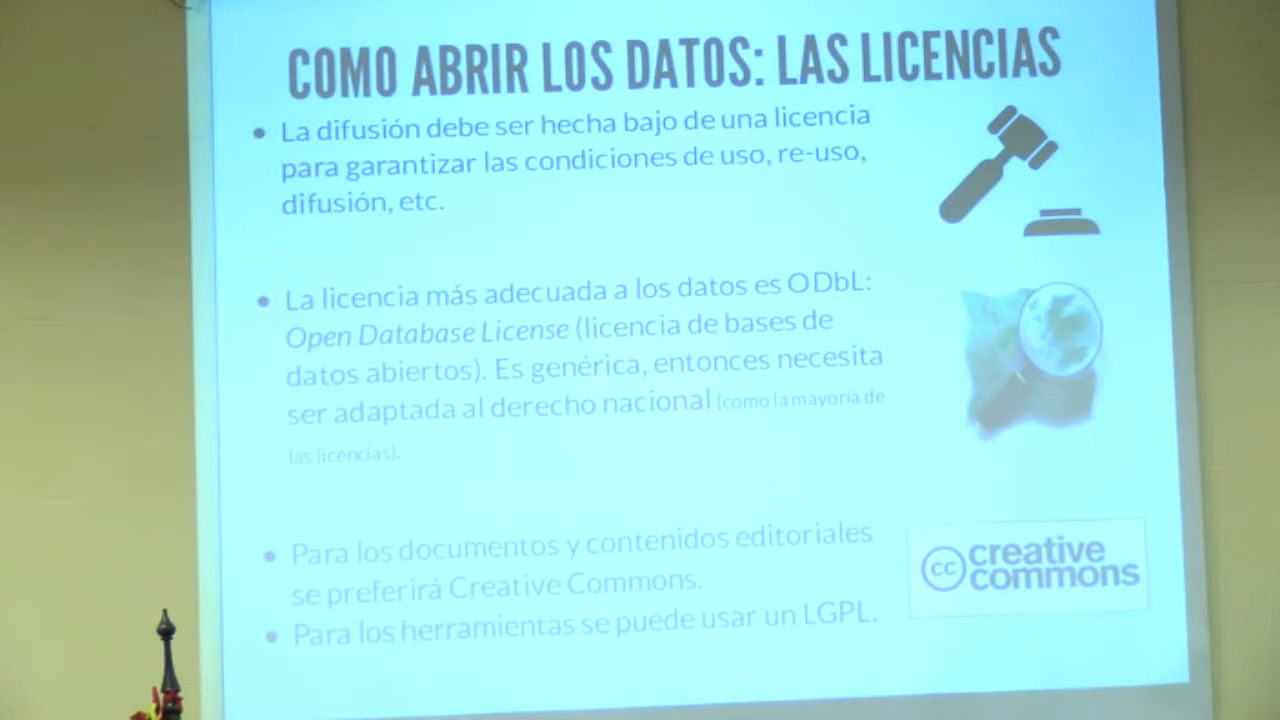 COMO ABRIR LOS DATOS: LAS LICENCIAS
• La difusión debe ser hecha bajo de una licencia
para garantizar las condiciones de uso, re-uso,
difusión, etc.
• La licencia más adecuada a los datos es ODbL:
Open Database License (licencia de bases de
datos abiertos). Es genérica, entonces necesita
ser adaptada al derecho nacional (como la mayoría de
las licencias).
• Para los documentos y contenidos editoriales
se preferirá Creative Commons.
• Para los herramientas se puede usar un LGPL.
cc creative
commons